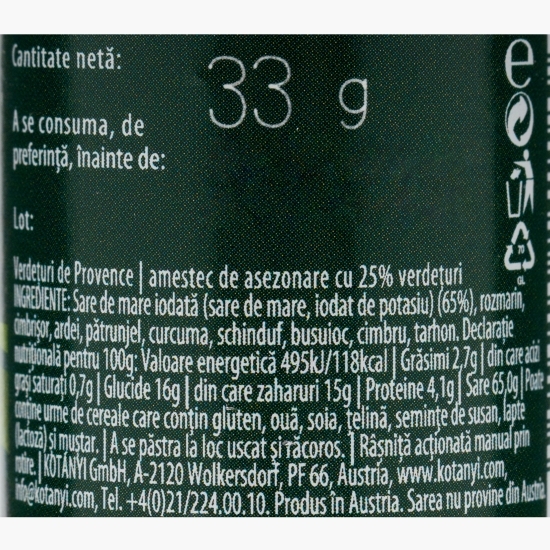 Cantitate netă:
33 g
A se consuma, de
preferință, înainte de:
Lot:
Verdețuri de Provence | amestec de asezonare cu 25% verdețuri
INGREDIENTE: Sare de mare iodată (sare de mare, iodat de potasiu) (65%), rozmarin,
cimbrișor, ardei, pătrunjel, curcuma, schinduf, busuioc, cimbru, tarhon. Declarație
nutrițională pentru 100g: Valoare energetică 495kJ/118kcal | Grăsimi 2,7g | din care acizi
grași saturați 0,7g | Glucide 16g | din care zaharuri 15g | Proteine 4,1g | Sare 65,0g | Poate
conține urme de cereale care conțin gluten, ouă, soia, țelină, semințe de susan, lapte
(lactoză) și muștar. | A se păstra la loc uscat și răcoros. | Râșniță acționată manual prin
rotire. | KOTÁNYI GmbH, A-2120 Wolkersdorf, PF 66, Austria, www.kotanyi.com,
info@kotanyi.com, Tel. +4(0)21/224.00.10. Produs în Austria. Sarea nu provine din Austria.
e
70
GL